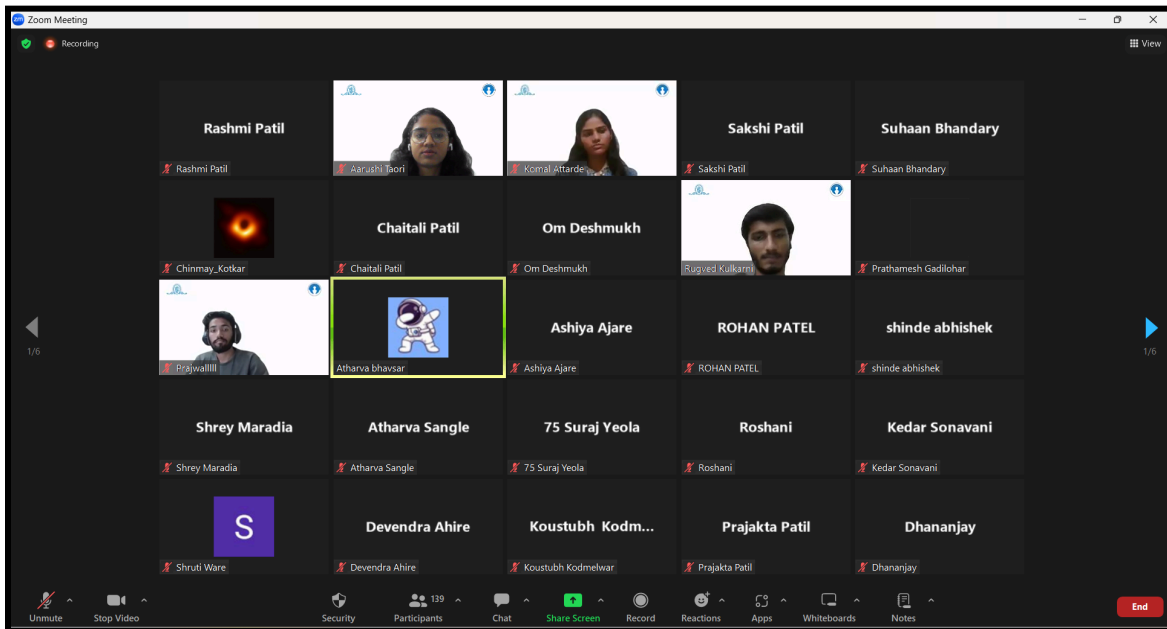 zm Zoom Meeting
Recording
View
Rashmi Patil
Sakshi Patil
Suhaan Bhandary
Rashmi Patil
Aarushi Taori
Komal Attarde
Sakshi Patil
Suhaan Bhandary
Chaitali Patil
Om Deshmukh
Chinmay_Kotkar
Chaitali Patil
Om Deshmukh
Rugved Kulkarni
Prathamesh Gadilohar
Ashiya Ajare
ROHAN PATEL
shinde abhishek
1/6
1/6
Prajwalllll
Atharva bhavsar
Ashiya Ajare
ROHAN PATEL
shinde abhishek
Shrey Maradia
Atharva Sangle
75 Suraj Yeola
Roshani
Kedar Sonavani
Shrey Maradia
Atharva Sangle
75 Suraj Yeola
Roshani
Kedar Sonavani
S
Devendra Ahire
Koustubh Kodm...
Prajakta Patil
Dhananjay
Shruti Ware
Devendra Ahire
Koustubh Kodmelwar
Prajakta Patil
Dhananjay
139
Unmute
Stop Video
Security
Participants
Chat
Share Screen
Record
Reactions
Apps
Whiteboards
Notes
End